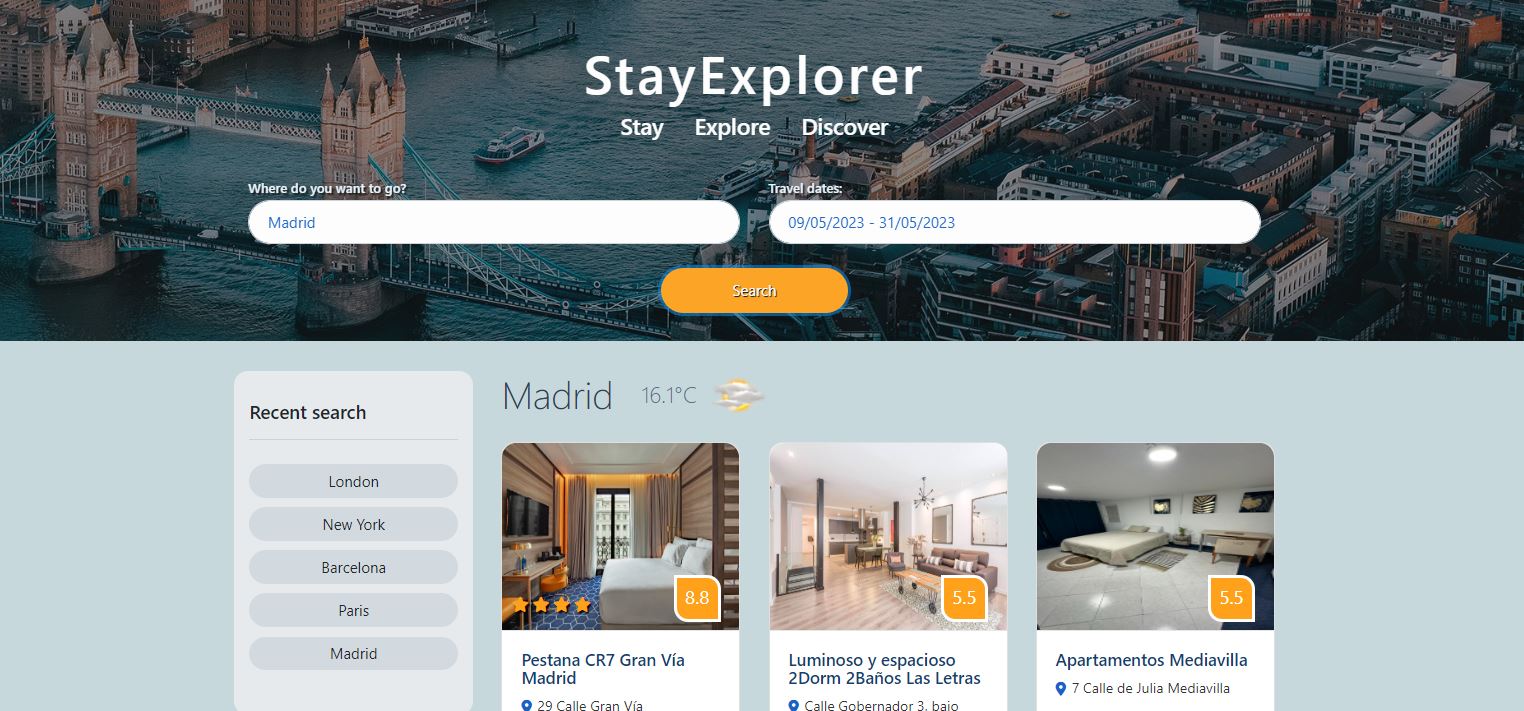 StayExplorer
Stay Explore Discover
Where do you want to go?
Travel dates:
Madrid
09/05/2023 - 31/05/2023
Search
Recent search
London
New York
Barcelona
Paris
Madrid
Madrid 16.1°C
8.8
Pestana CR7 Gran Vía
Madrid
29 Calle Gran Vía
5.5
Luminoso y espacioso
2Dorm 2Baños Las Letras
Calle Gobernador 3, bajo
5.5
Apartamentos Mediavilla
7 Calle de Julia Mediavilla